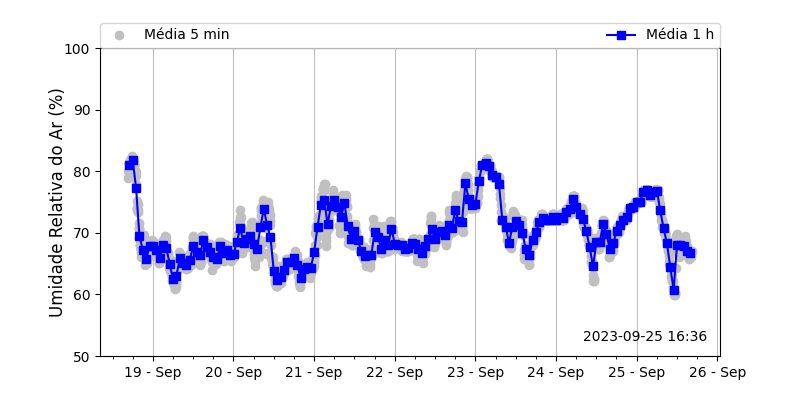 Média 5 min
Média 1 h
Umidade Relativa do Ar (%)
100
90
80
70
60
50
2023-09-25 16:36
19 - Sep
20 - Sep
21 - Sep
22 - Sep
23 - Sep
24 - Sep
25 - Sep
26 - Sep